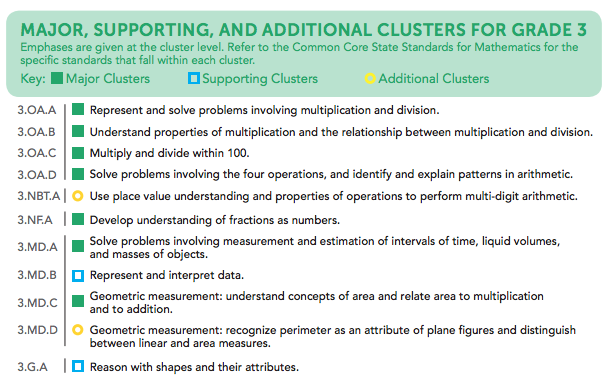 MAJOR, SUPPORTING, AND ADDITIONAL CLUSTERS FOR GRADE 3
Emphases are given at the cluster level. Refer to the Common Core State Standards for Mathematics for the
specific standards that fall within each cluster.
Key: Major Clusters Supporting Clusters Additional Clusters
3.OA.A Represent and solve problems involving multiplication and division.
3.OA.B Understand properties of multiplication and the relationship between multiplication and division.
3.OA.C Multiply and divide within 100.
3.OA.D Solve problems involving the four operations, and identify and explain patterns in arithmetic.
3.NBT.A Use place value understanding and properties of operations to perform multi-digit arithmetic.
3.NF.A Develop understanding of fractions as numbers.
3.MD.A Solve problems involving measurement and estimation of intervals of time, liquid volumes,
and masses of objects.
3.MD.B Represent and interpret data.
3.MD.C Geometric measurement: understand concepts of area and relate area to multiplication
and to addition.
3.MD.D Geometric measurement: recognize perimeter as an attribute of plane figures and distinguish
between linear and area measures.
3.G.A Reason with shapes and their attributes.